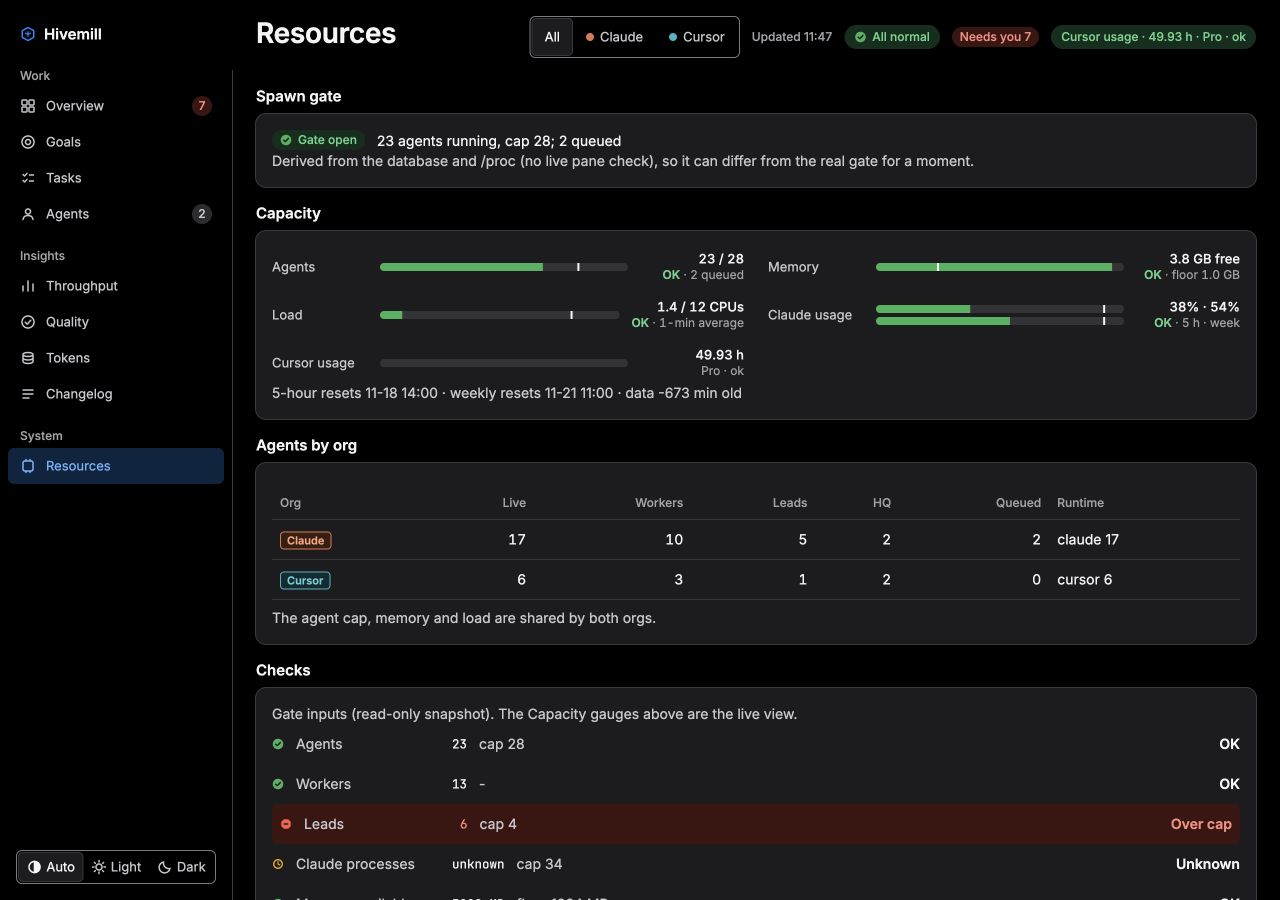 Hivemill
Work
Overview 7
Goals
Tasks
Agents 2
Insights
Throughput
Quality
Tokens
Changelog
System
Resources
Auto Light Dark
Resources
All Claude Cursor Updated 11:47 All normal Needs you 7 Cursor usage · 49.93 h · Pro · ok
Spawn gate
Gate open 23 agents running, cap 28; 2 queued
Derived from the database and /proc (no live pane check), so it can differ from the real gate for a moment.
Capacity
Agents 23 / 28
OK · 2 queued
Memory 3.8 GB free
OK · floor 1.0 GB
Load 1.4 / 12 CPUs
OK · 1-min average
Claude usage 38% · 54%
OK · 5 h · week
Cursor usage 49.93 h
Pro · ok
5-hour resets 11-18 14:00 · weekly resets 11-21 11:00 · data -673 min old
Agents by org
Org Live Workers Leads HQ Queued Runtime
Claude 17 10 5 2 2 claude 17
Cursor 6 3 1 2 0 cursor 6
The agent cap, memory and load are shared by both orgs.
Checks
Gate inputs (read-only snapshot). The Capacity gauges above are the live view.
Agents 23 cap 28 OK
Workers 13 - OK
Leads 6 cap 4 Over cap
Claude processes unknown cap 34 Unknown